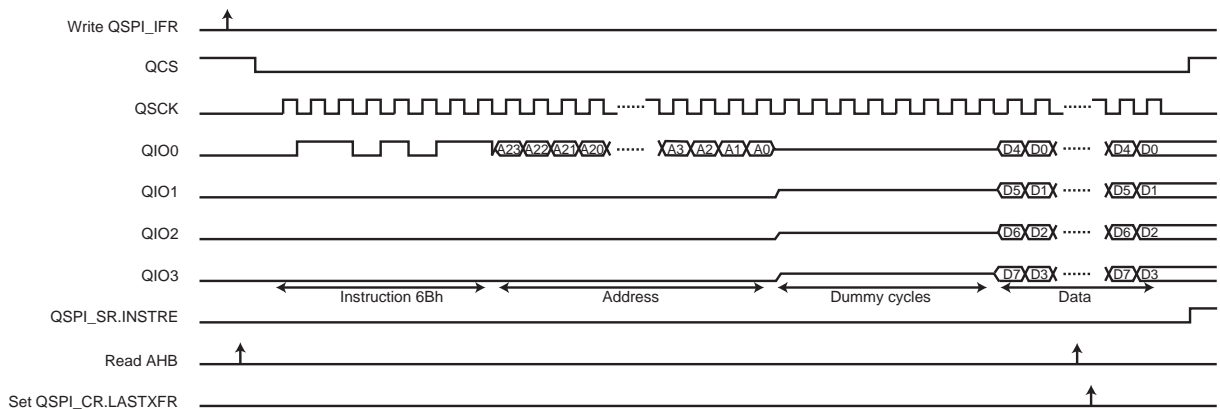 Write QSPI_IFR
QCS
QSCK
QIO0 A23 A22 A21 A20 A3 A2 A1 A0 D4 D0 D4 D0
QIO1 D5 D1 D5 D1
QIO2 D6 D2 D6 D2
QIO3 D7 D3 D7 D3
Instruction 6Bh Address Dummy cycles Data
QSPI_SR.INSTRE
Read AHB
Set QSPI_CR.LASTXFR